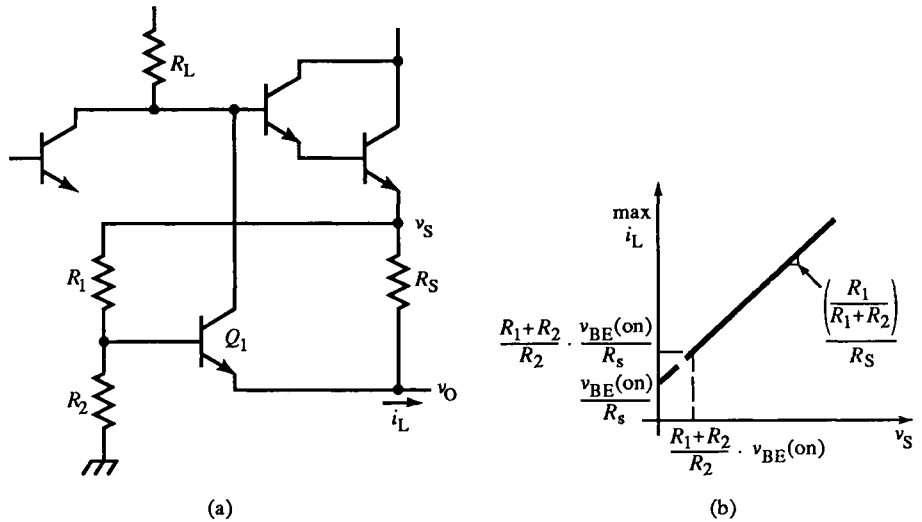 R_L
v_S
R_1
R_S
Q_1
R_2
v_O
i_L
(a)
max
i_L
(R_1/(R_1+R_2))/R_S
(R_1+R_2)/R_2 · v_BE(on)/R_s
v_BE(on)/R_s
v_S
(R_1+R_2)/R_2 · v_BE(on)
(b)